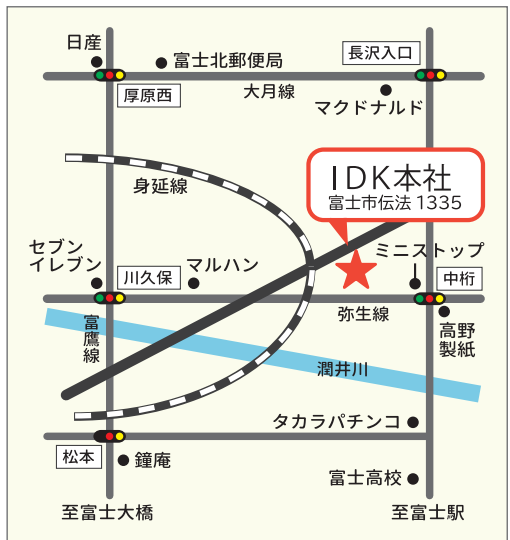 日産
富士北郵便局
長沢入口
厚原西
大月線
マクドナルド
身延線
IDK本社
富士市伝法 1335
セブン
イレブン
川久保
マルハン
ミニストップ
中桁
富鷹線
弥生線
高野
製紙
潤井川
タカラパチンコ
松本
鐘庵
富士高校
至富士大橋
至富士駅